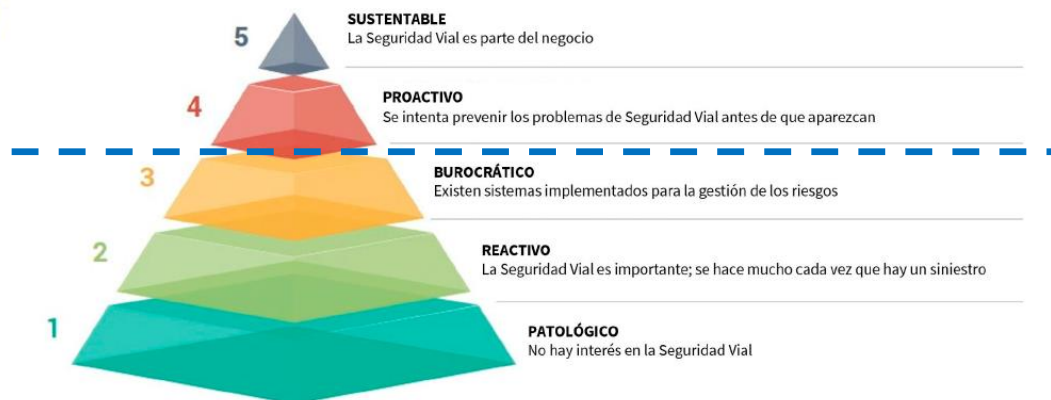 5
SUSTENTABLE
La Seguridad Vial es parte del negocio
4
PROACTIVO
Se intenta prevenir los problemas de Seguridad Vial antes de que aparezcan
3
BUROCRÁTICO
Existen sistemas implementados para la gestión de los riesgos
2
REACTIVO
La Seguridad Vial es importante; se hace mucho cada vez que hay un siniestro
1
PATOLÓGICO
No hay interés en la Seguridad Vial